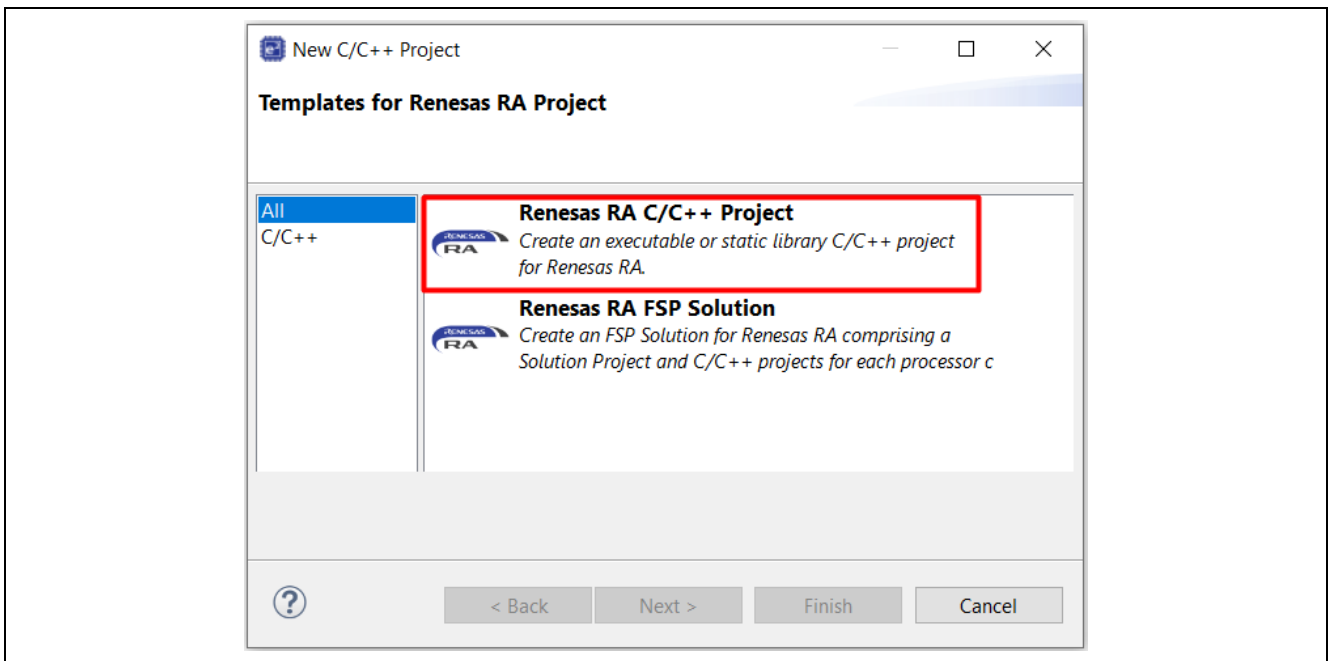 New C/C++ Project
Templates for Renesas RA Project
All
C/C++
Renesas RA C/C++ Project
RENESAS
RA
Create an executable or static library C/C++ project
for Renesas RA.
Renesas RA FSP Solution
RENESAS
RA
Create an FSP Solution for Renesas RA comprising a
Solution Project and C/C++ projects for each processor c
?
< Back
Next >
Finish
Cancel